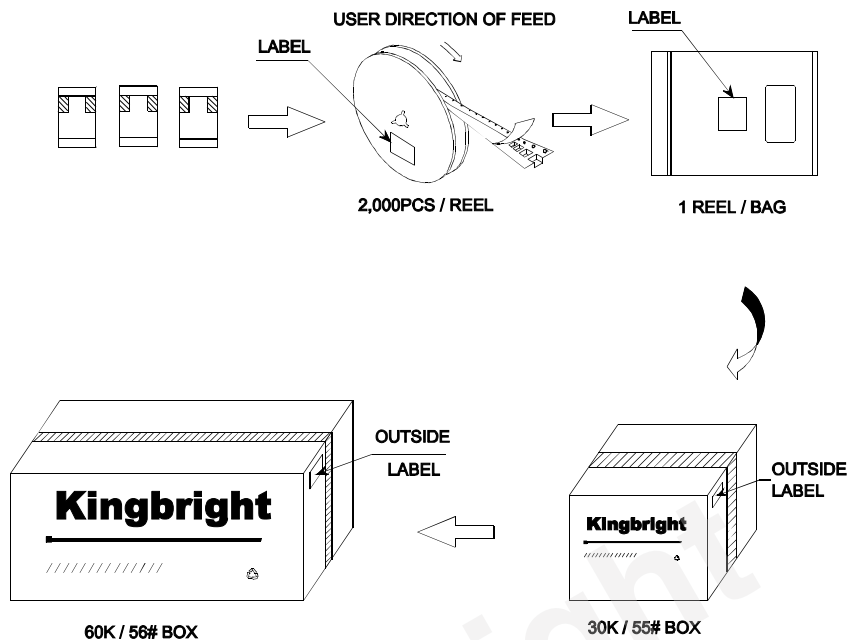 USER DIRECTION OF FEED
LABEL
LABEL
2,000PCS / REEL
1 REEL / BAG
OUTSIDE
LABEL
OUTSIDE
LABEL
Kingbright
Kingbright
60K / 56# BOX
30K / 55# BOX